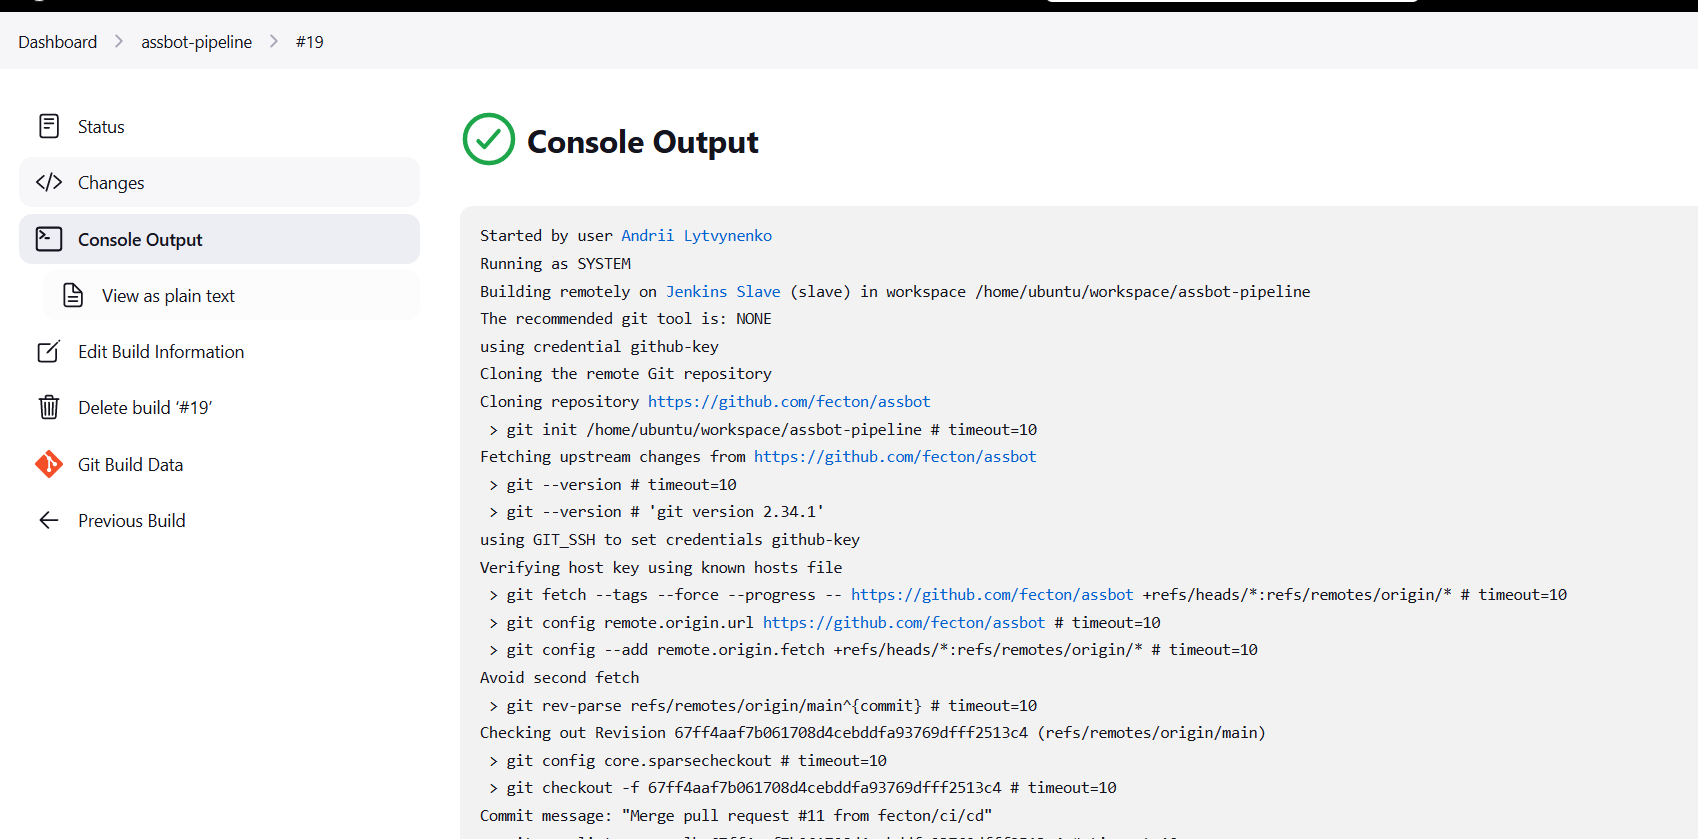 Dashboard
assbot-pipeline
#19
Status
Changes
Console Output
View as plain text
Edit Build Information
Delete build ‘#19’
Git Build Data
Previous Build
Console Output
Started by user Andrii Lytvynenko
Running as SYSTEM
Building remotely on Jenkins Slave (slave) in workspace /home/ubuntu/workspace/assbot-pipeline
The recommended git tool is: NONE
using credential github-key
Cloning the remote Git repository
Cloning repository https://github.com/fecton/assbot
> git init /home/ubuntu/workspace/assbot-pipeline # timeout=10
Fetching upstream changes from https://github.com/fecton/assbot
> git --version # timeout=10
> git --version # 'git version 2.34.1'
using GIT_SSH to set credentials github-key
Verifying host key using known hosts file
> git fetch --tags --force --progress -- https://github.com/fecton/assbot +refs/heads/*:refs/remotes/origin/* # timeout=10
> git config remote.origin.url https://github.com/fecton/assbot # timeout=10
> git config --add remote.origin.fetch +refs/heads/*:refs/remotes/origin/* # timeout=10
Avoid second fetch
> git rev-parse refs/remotes/origin/main^{commit} # timeout=10
Checking out Revision 67ff4aaf7b061708d4cebddfa93769dfff2513c4 (refs/remotes/origin/main)
> git config core.sparsecheckout # timeout=10
> git checkout -f 67ff4aaf7b061708d4cebddfa93769dfff2513c4 # timeout=10
Commit message: "Merge pull request #11 from fecton/ci/cd"